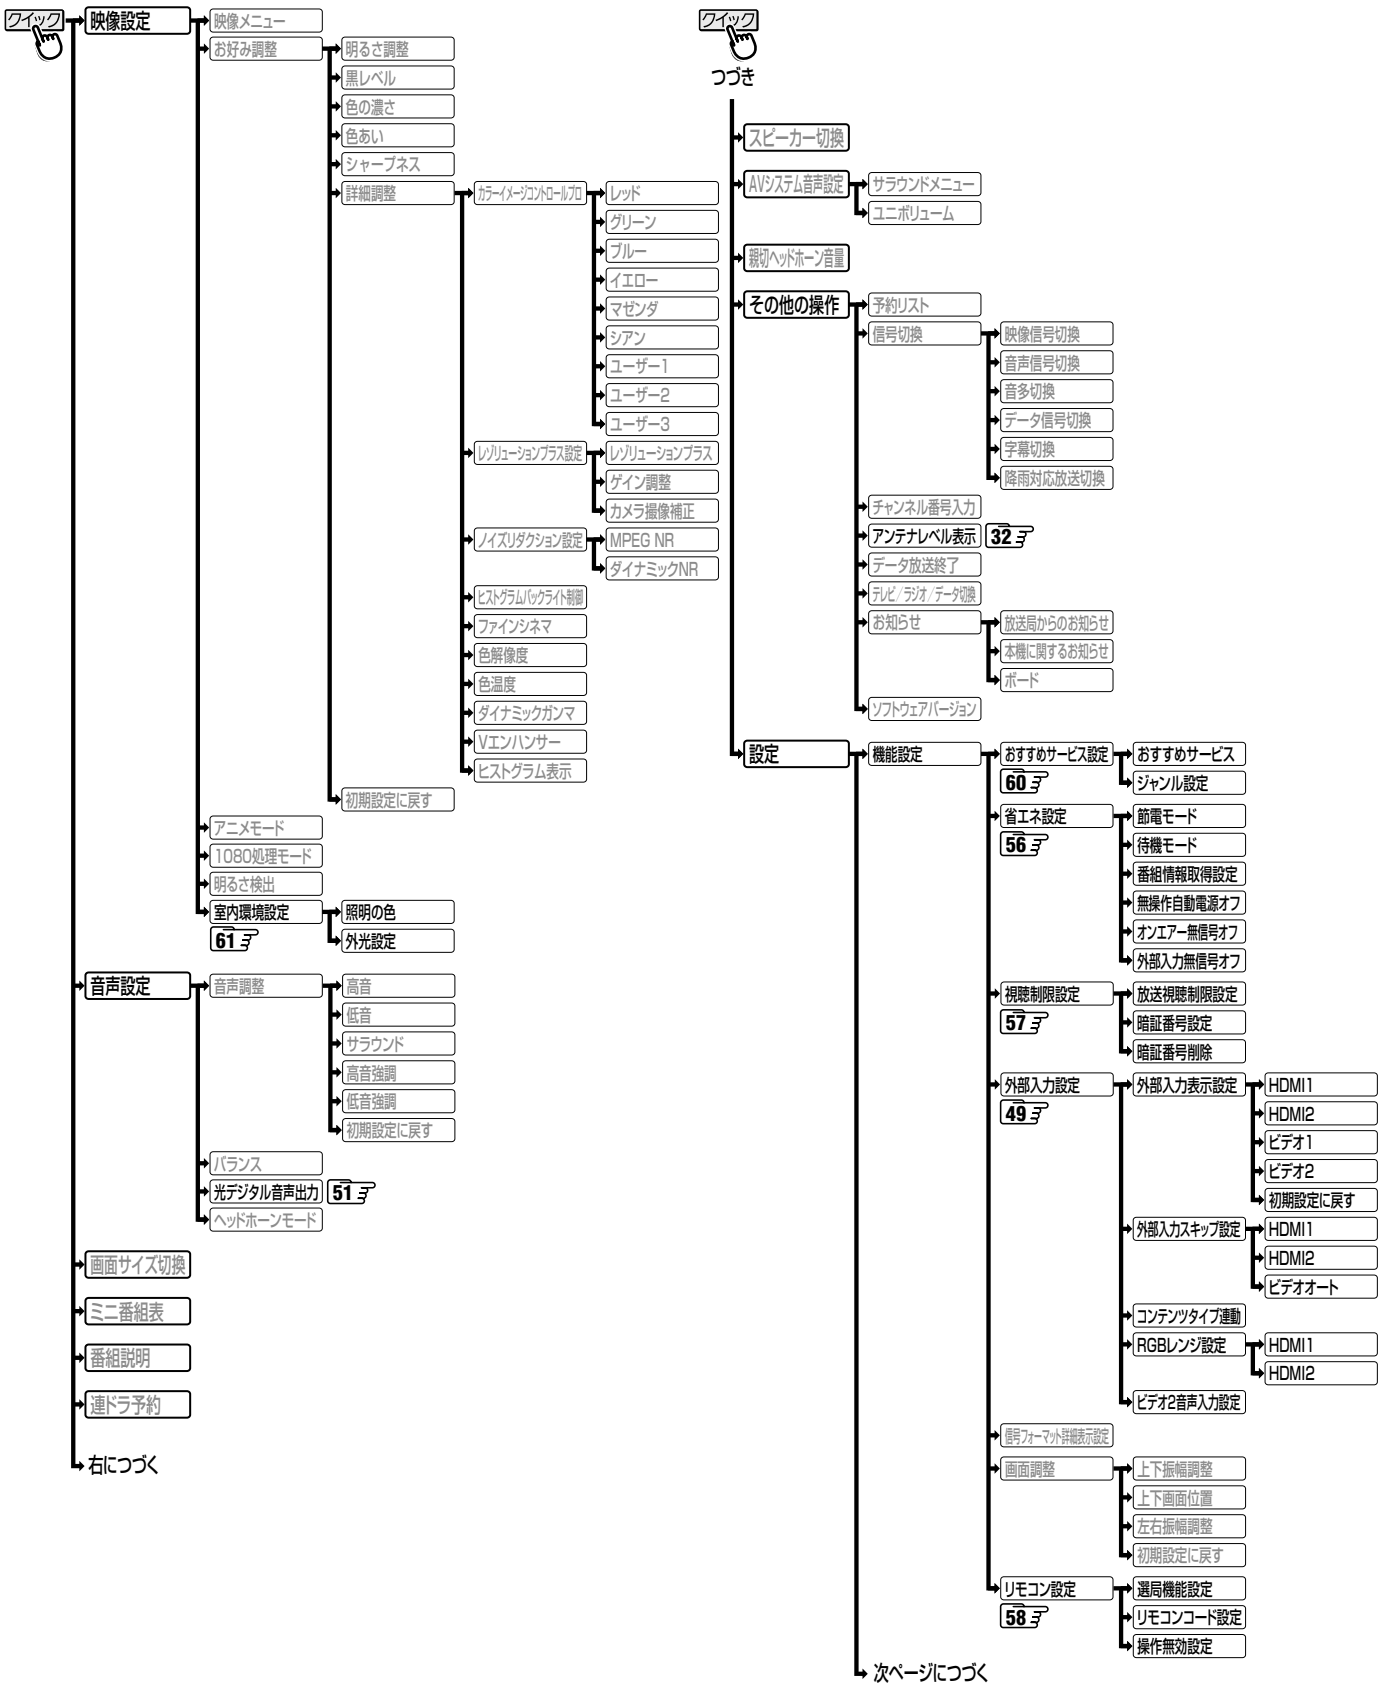 クイック
映像設定
映像メニュー
お好み調整
明るさ調整
黒レベル
色の濃さ
色あい
シャープネス
詳細調整
カラーイメージコントロールプロ
レッド
グリーン
ブルー
イエロー
マゼンダ
シアン
ユーザー1
ユーザー2
ユーザー3
レゾリューションプラス設定
レゾリューションプラス
ゲイン調整
カメラ撮像補正
ノイズリダクション設定
MPEG NR
ダイナミックNR
ヒストグラムバックライト制御
ファインシネマ
色解像度
色温度
ダイナミックガンマ
Vエンハンサー
ヒストグラム表示
初期設定に戻す
アニメモード
1080処理モード
明るさ検出
室内環境設定
61
照明の色
外光設定
音声設定
音声調整
高音
低音
サラウンド
高音強調
低音強調
初期設定に戻す
バランス
光デジタル音声出力 51
ヘッドホーンモード
画面サイズ切換
ミニ番組表
番組説明
連ドラ予約
右につづく
クイック
つづき
スピーカー切換
AVシステム音声設定
サラウンドメニュー
ユニボリューム
親切ヘッドホーン音量
その他の操作
予約リスト
信号切換
映像信号切換
音声信号切換
音多切換
データ信号切換
字幕切換
降雨対応放送切換
チャンネル番号入力
アンテナレベル表示 32
データ放送終了
テレビ/ラジオ/データ切換
お知らせ
放送局からのお知らせ
本機に関するお知らせ
ボード
ソフトウェアバージョン
設定
機能設定
おすすめサービス設定
60
おすすめサービス
ジャンル設定
省エネ設定
56
節電モード
待機モード
番組情報取得設定
無操作自動電源オフ
オンエアー無信号オフ
外部入力無信号オフ
視聴制限設定
57
放送視聴制限設定
暗証番号設定
暗証番号削除
外部入力設定
49
外部入力表示設定
HDMI1
HDMI2
ビデオ1
ビデオ2
初期設定に戻す
外部入力スキップ設定
HDMI1
HDMI2
ビデオオート
コンテンツタイプ連動
RGBレンジ設定
HDMI1
HDMI2
ビデオ2音声入力設定
信号フォーマット詳細表示設定
画面調整
上下振幅調整
上下画面位置
左右振幅調整
初期設定に戻す
リモコン設定
58
選局機能設定
リモコンコード設定
操作無効設定
次ページにつづく